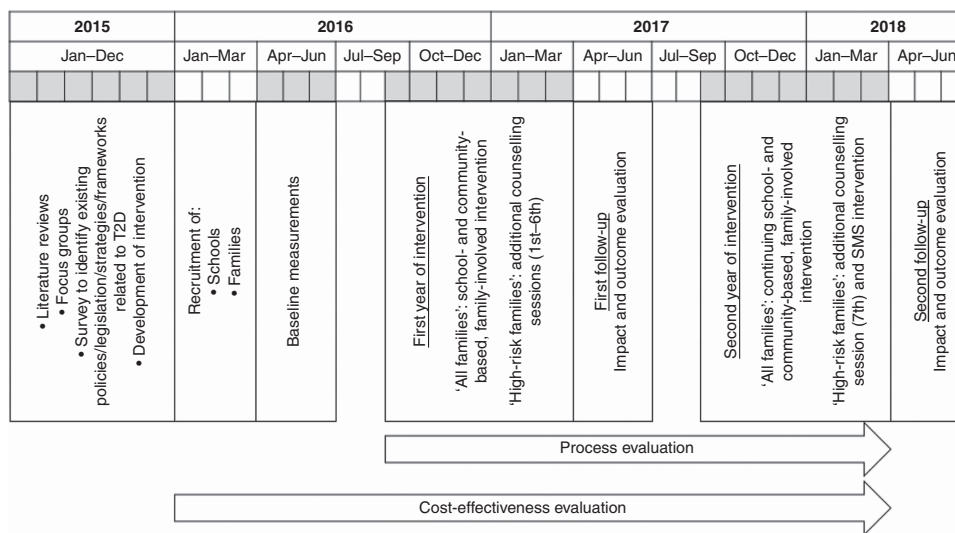 2015
2016
2017
2018
Jan–Dec
Jan–Mar
Apr–Jun
Jul–Sep
Oct–Dec
Jan–Mar
Apr–Jun
Jul–Sep
Oct–Dec
Jan–Mar
Apr–Jun
• Literature reviews
• Focus groups
• Survey to identify existing
policies/legislation/strategies/frameworks
related to T2D
• Development of intervention
Recruitment of:
• Schools
• Families
Baseline measurements
First year of intervention
'All families': school- and community-
based, family-involved intervention
'High-risk families': additional counselling
sessions (1st–6th)
First follow-up
Impact and outcome evaluation
Second year of intervention
'All families': continuing school- and
community-based, family-involved
intervention
'High-risk families': additional counselling
session (7th) and SMS intervention
Second follow-up
Impact and outcome evaluation
Process evaluation
Cost-effectiveness evaluation